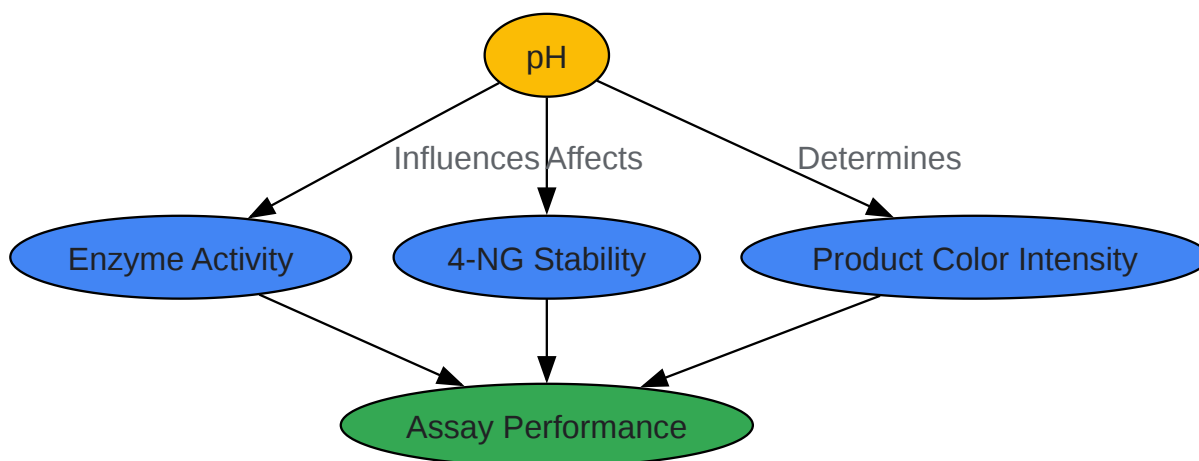 pH
Influences
Affects
Determines
Enzyme Activity
4-NG Stability
Product Color Intensity
Assay Performance